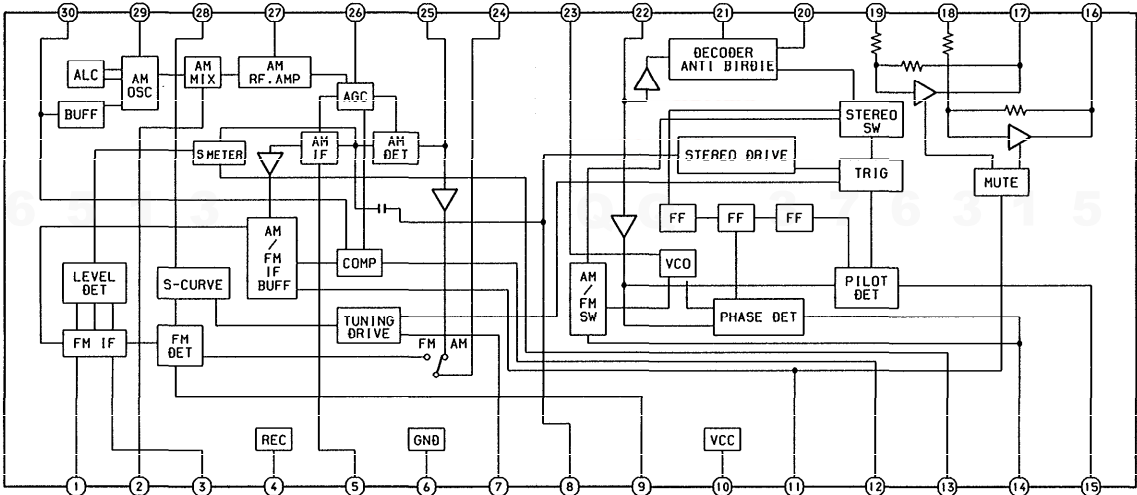 30 29 28 27 26 25 24 23 22 21 20 19 18 17 16
ALC
AM
OSC
AM
MIX
AM
RF.AMP
AGC
BUFF
S METER
AM
IF
AM
DET
DECODER
ANTI BIRDIE
STEREO
SW
STEREO DRIVE
TRIG
MUTE
FF FF FF
LEVEL
DET
S-CURVE
AM
/
FM
IF
BUFF
COMP
TUNING
DRIVE
FM IF
FM
DET
FM AM
AM
/
FM
SW
VCO
PHASE DET
PILOT
DET
REC
GND
VCC
1 2 3 4 5 6 7 8 9 10 11 12 13 14 15